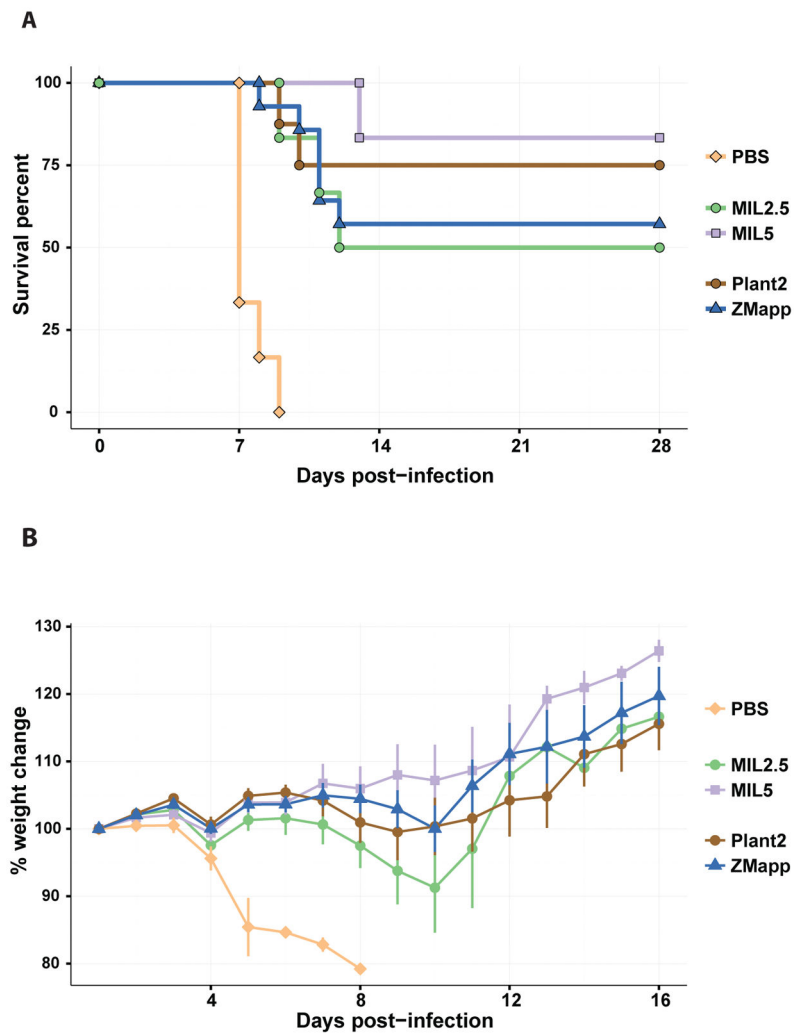 A
100
75
50
25
0
Survival percent
0 7 14 21 28
Days post−infection
PBS
MIL2.5
MIL5
Plant2
ZMapp
B
130
120
110
100
90
80
% weight change
4 8 12 16
Days post−infection
PBS
MIL2.5
MIL5
Plant2
ZMapp